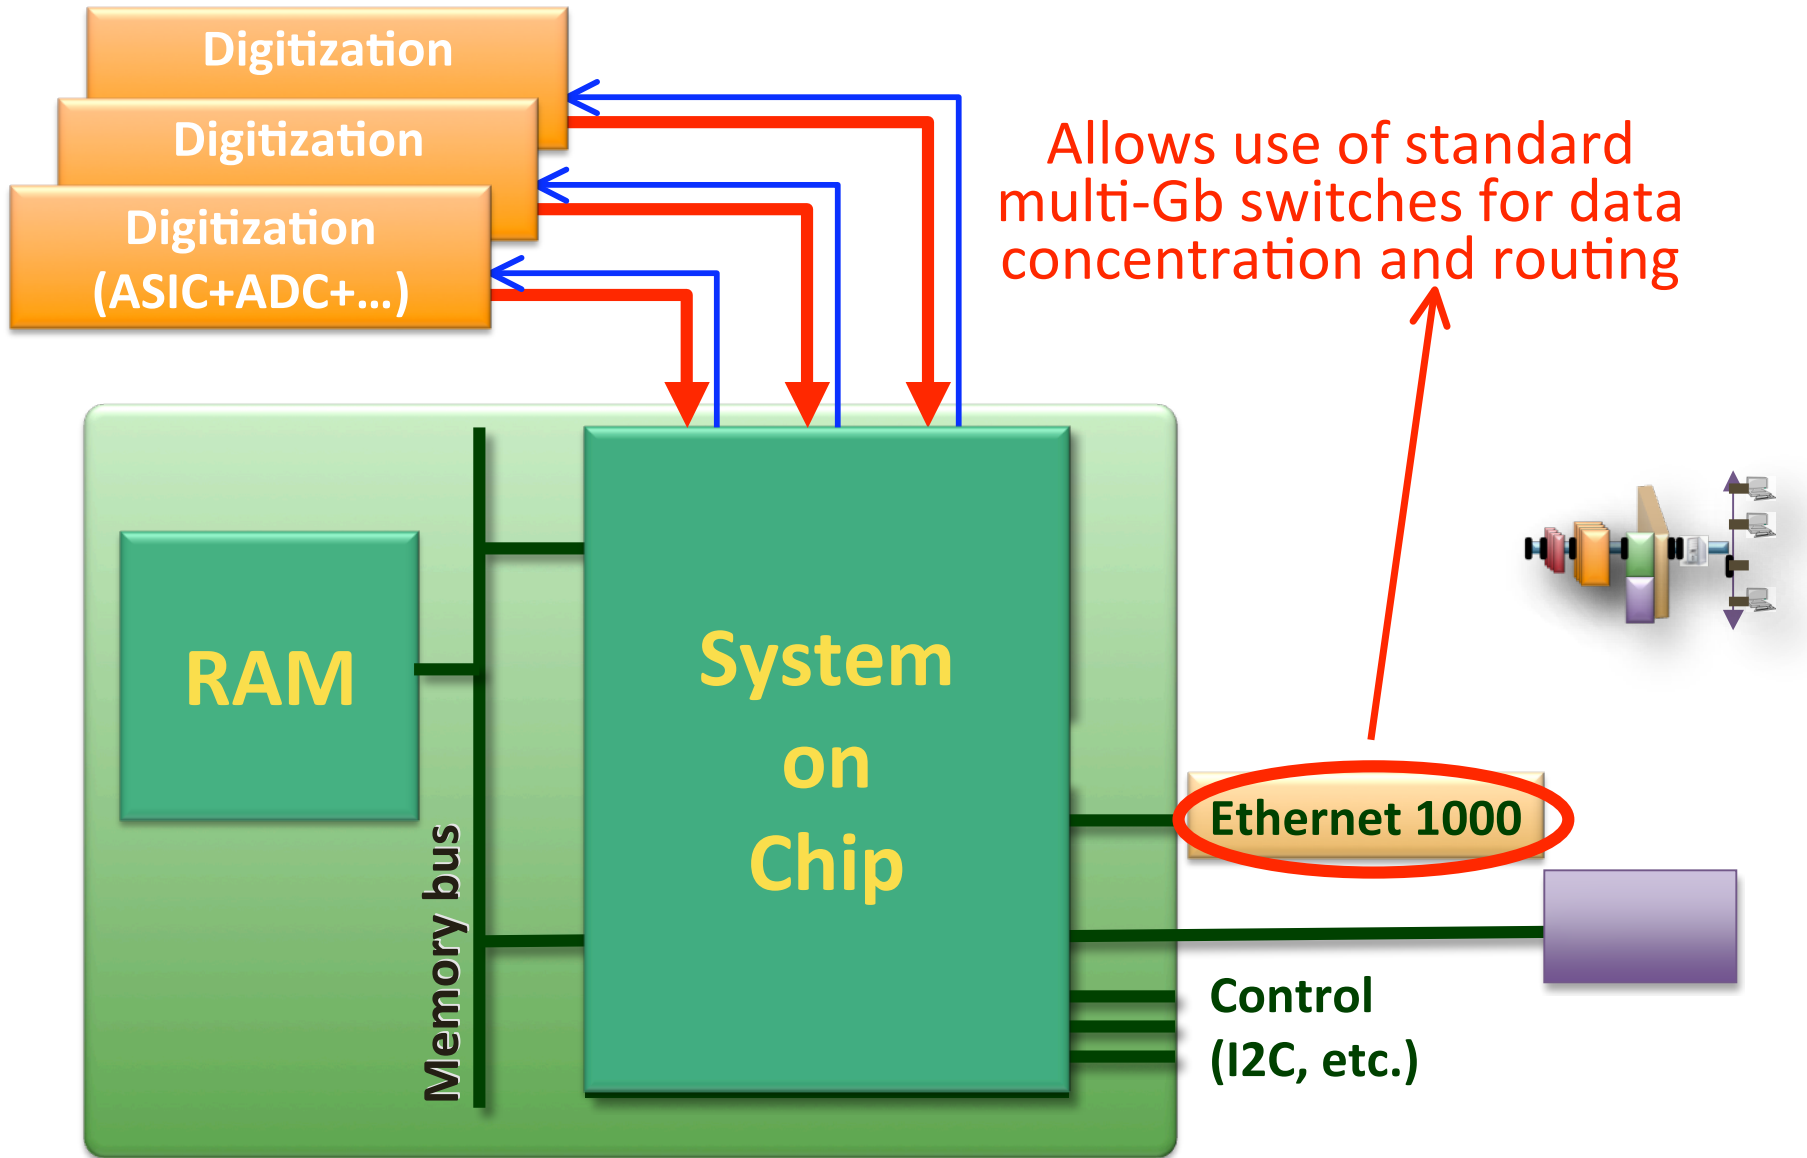 Digitization
Digitization
Digitization
(ASIC+ADC+...)
Allows use of standard
multi-Gb switches for data
concentration and routing
RAM
Memory bus
System
on
Chip
Ethernet 1000
Control
(I2C, etc.)